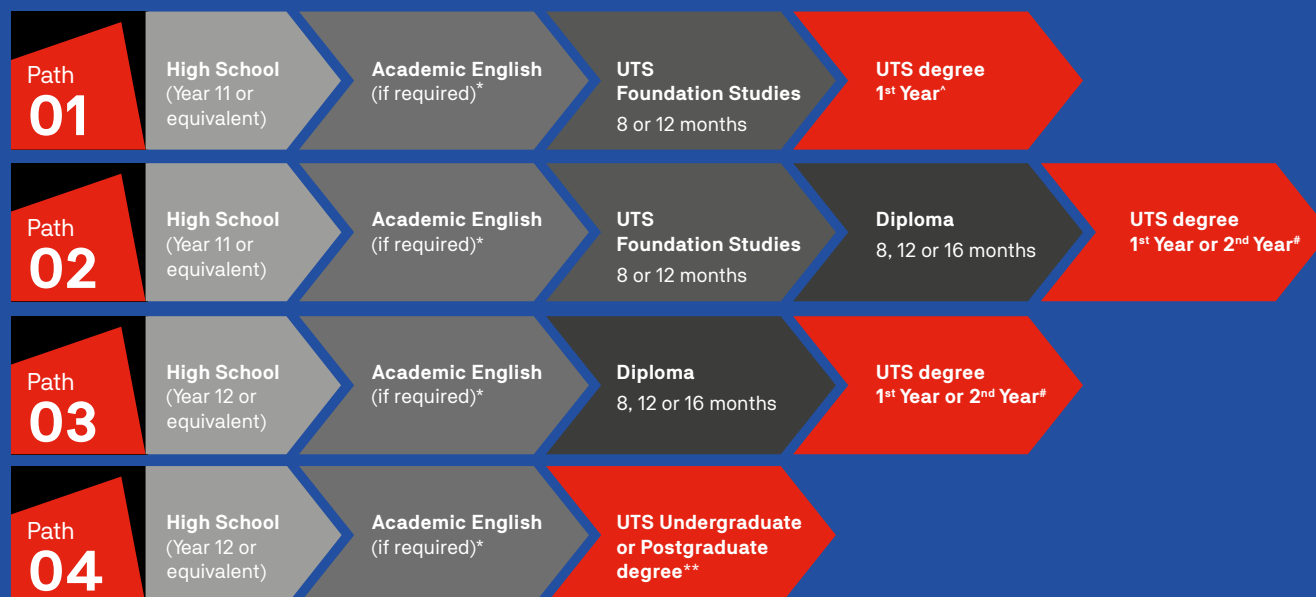 Path
01
High School
(Year 11 or
equivalent)
Academic English
(if required)*
UTS
Foundation Studies
8 or 12 months
UTS degree
1st Year^
Path
02
High School
(Year 11 or
equivalent)
Academic English
(if required)*
UTS
Foundation Studies
8 or 12 months
Diploma
8, 12 or 16 months
UTS degree
1st Year or 2nd Year#
Path
03
High School
(Year 12 or
equivalent)
Academic English
(if required)*
Diploma
8, 12 or 16 months
UTS degree
1st Year or 2nd Year#
Path
04
High School
(Year 12 or
equivalent)
Academic English
(if required)*
UTS Undergraduate
or Postgraduate
degree**